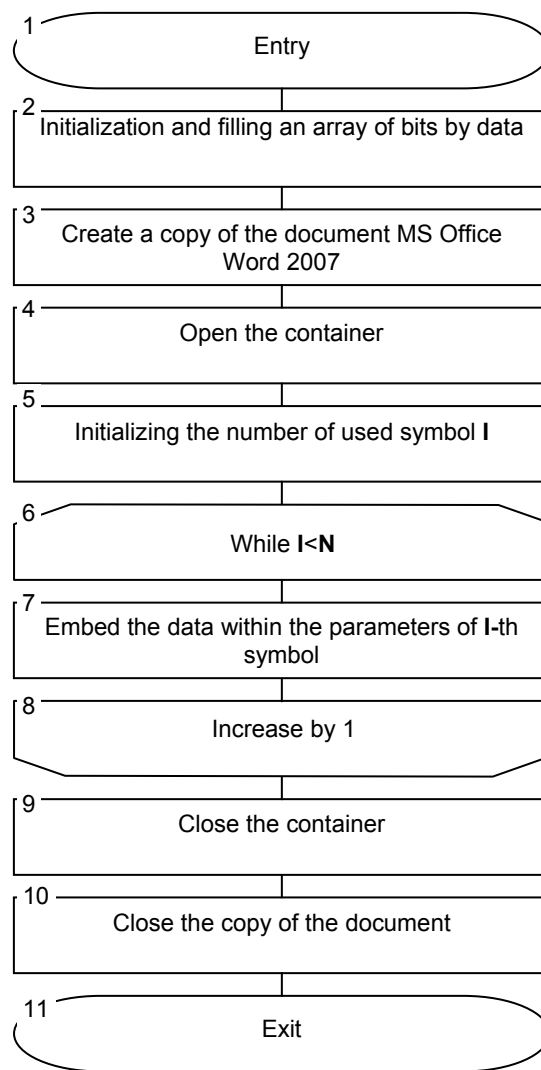 1
Entry
2
Initialization and filling an array of bits by data
3
Create a copy of the document MS Office
Word 2007
4
Open the container
5
Initializing the number of used symbol I
6
While I<N
7
Embed the data within the parameters of I-th
symbol
8
Increase by 1
9
Close the container
10
Close the copy of the document
11
Exit